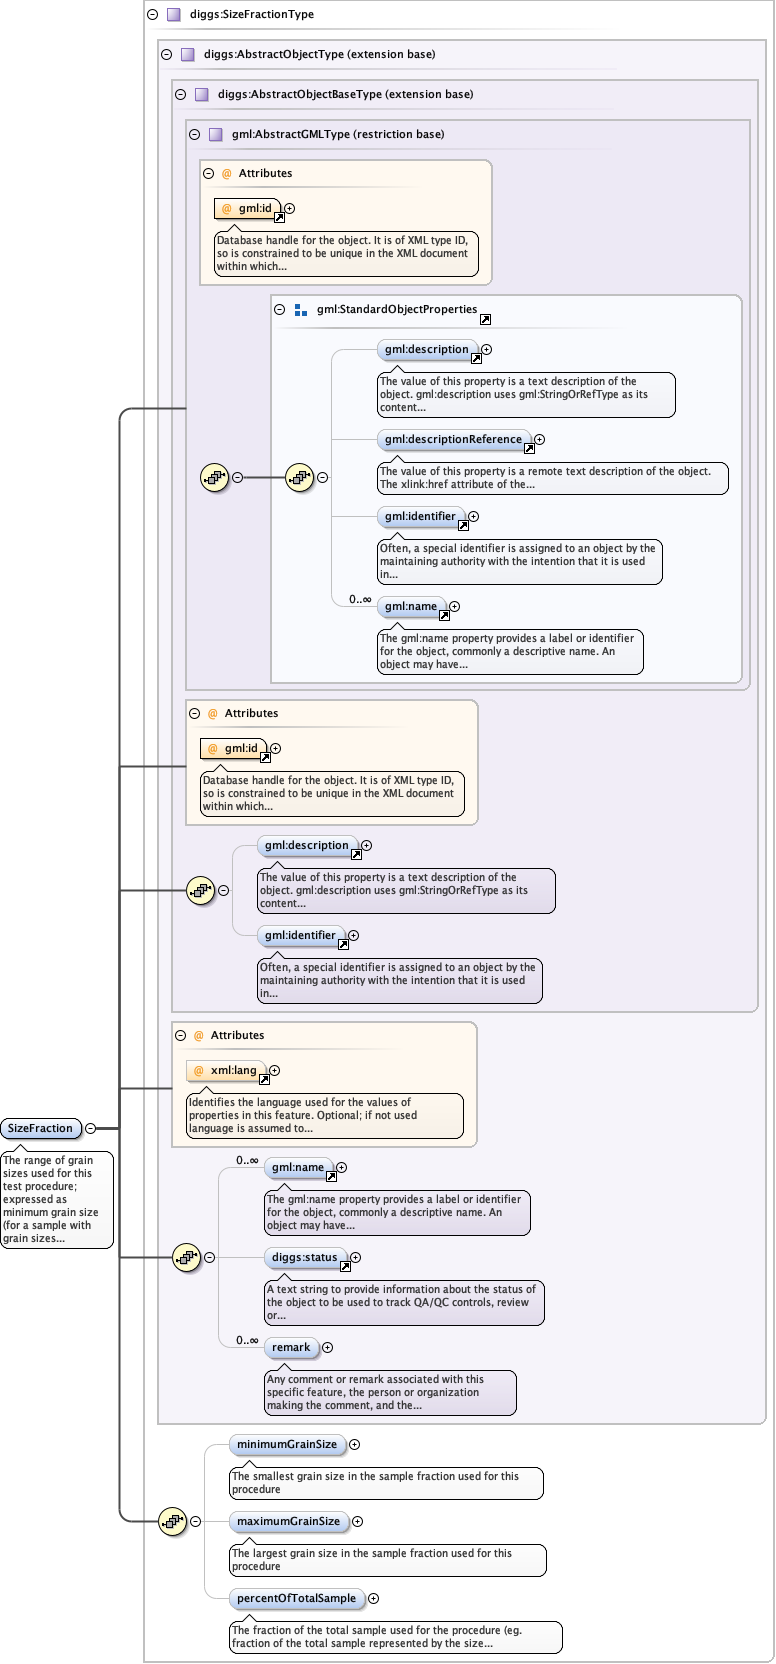 diggs:SizeFractionType
diggs:AbstractObjectType (extension base)
diggs:AbstractObjectBaseType (extension base)
gml:AbstractGMLType (restriction base)
@ Attributes
@ gml:id
Database handle for the object. It is of XML type ID,
so is constrained to be unique in the XML document
within which...
gml:StandardObjectProperties
gml:description
The value of this property is a text description of the
object. gml:description uses gml:StringOrRefType as its
content...
gml:descriptionReference
The value of this property is a remote text description of the object.
The xlink:href attribute of the...
gml:identifier
Often, a special identifier is assigned to an object by the
maintaining authority with the intention that it is used
in...
0..∞
gml:name
The gml:name property provides a label or identifier
for the object, commonly a descriptive name. An
object may have...
@ Attributes
@ gml:id
Database handle for the object. It is of XML type ID,
so is constrained to be unique in the XML document
within which...
gml:description
The value of this property is a text description of the
object. gml:description uses gml:StringOrRefType as its
content...
gml:identifier
Often, a special identifier is assigned to an object by the
maintaining authority with the intention that it is used
in...
@ Attributes
@ xml:lang
Identifies the language used for the values of
properties in this feature. Optional; if not used
language is assumed to...
SizeFraction
The range of grain
sizes used for this
test procedure;
expressed as
minimum grain size
(for a sample with
grain sizes...
0..∞
gml:name
The gml:name property provides a label or identifier
for the object, commonly a descriptive name. An
object may have...
diggs:status
A text string to provide information about the status of
the object to be used to track QA/QC controls, review
or...
0..∞
remark
Any comment or remark associated with this
specific feature, the person or organization
making the comment, and the...
minimumGrainSize
The smallest grain size in the sample fraction used for this
procedure
maximumGrainSize
The largest grain size in the sample fraction used for this
procedure
percentOfTotalSample
The fraction of the total sample used for the procedure (eg.
fraction of the total sample represented by the size...